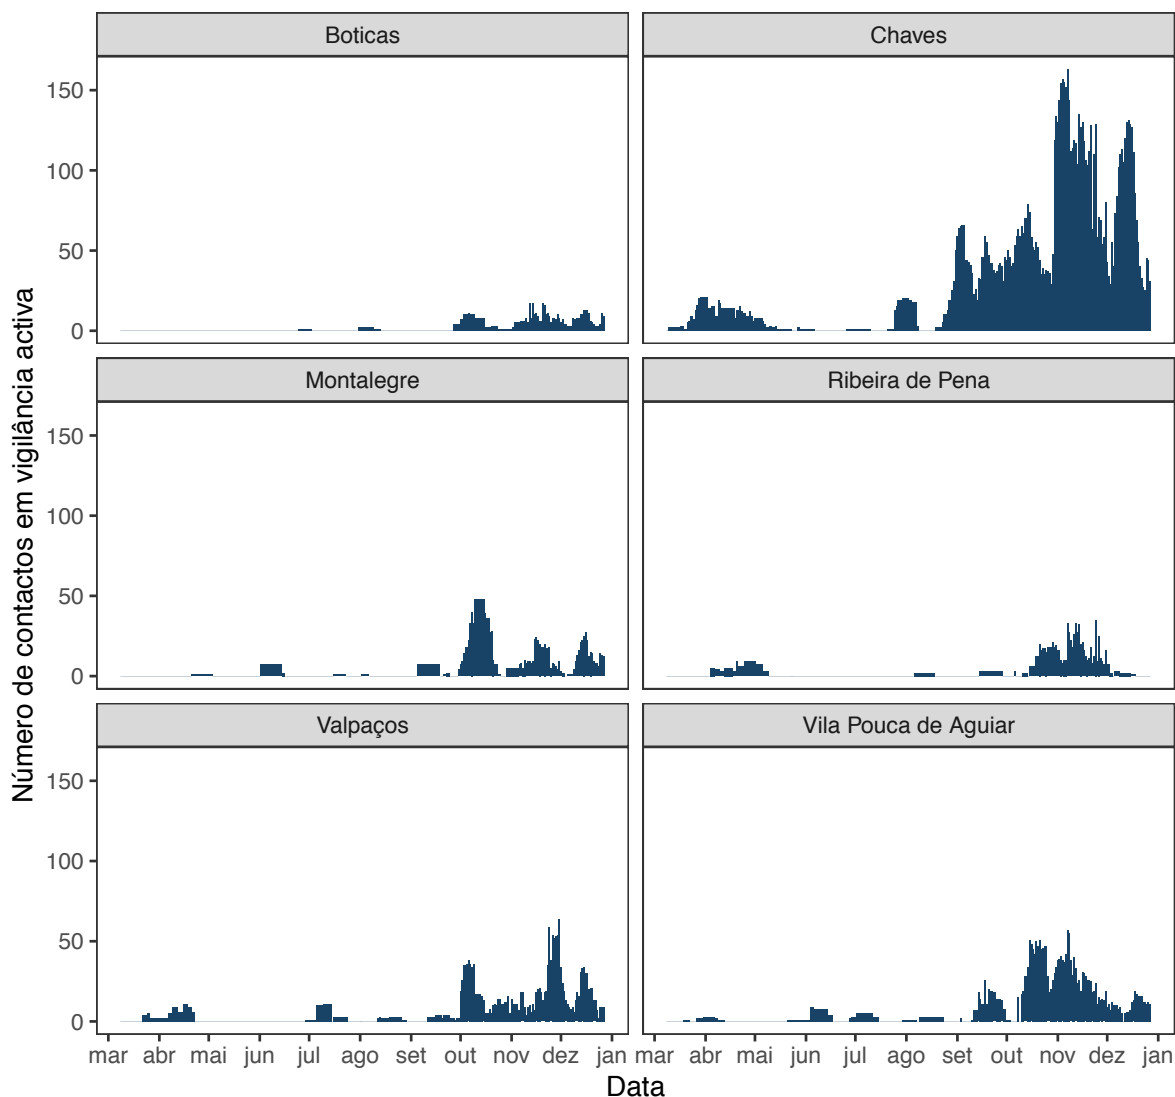 Boticas
Chaves
150
100
50
0
Montalegre
Ribeira de Pena
150
100
50
0
Valpaços
Vila Pouca de Aguiar
150
100
50
0
mar abr mai jun jul ago set out nov dez jan
mar abr mai jun jul ago set out nov dez jan
Data
Número de contactos em vigilância activa